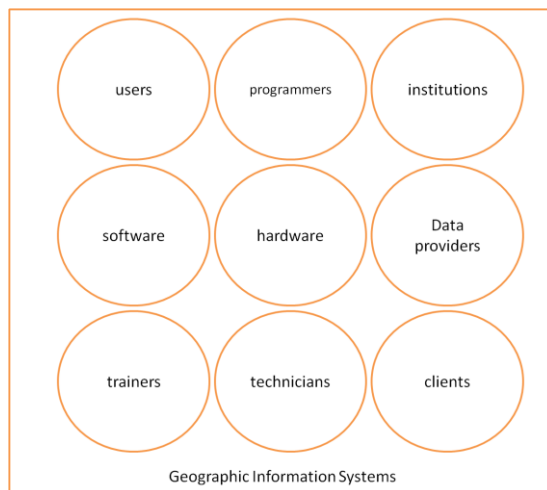 users
programmers
institutions
software
hardware
Data
providers
trainers
technicians
clients
Geographic Information Systems